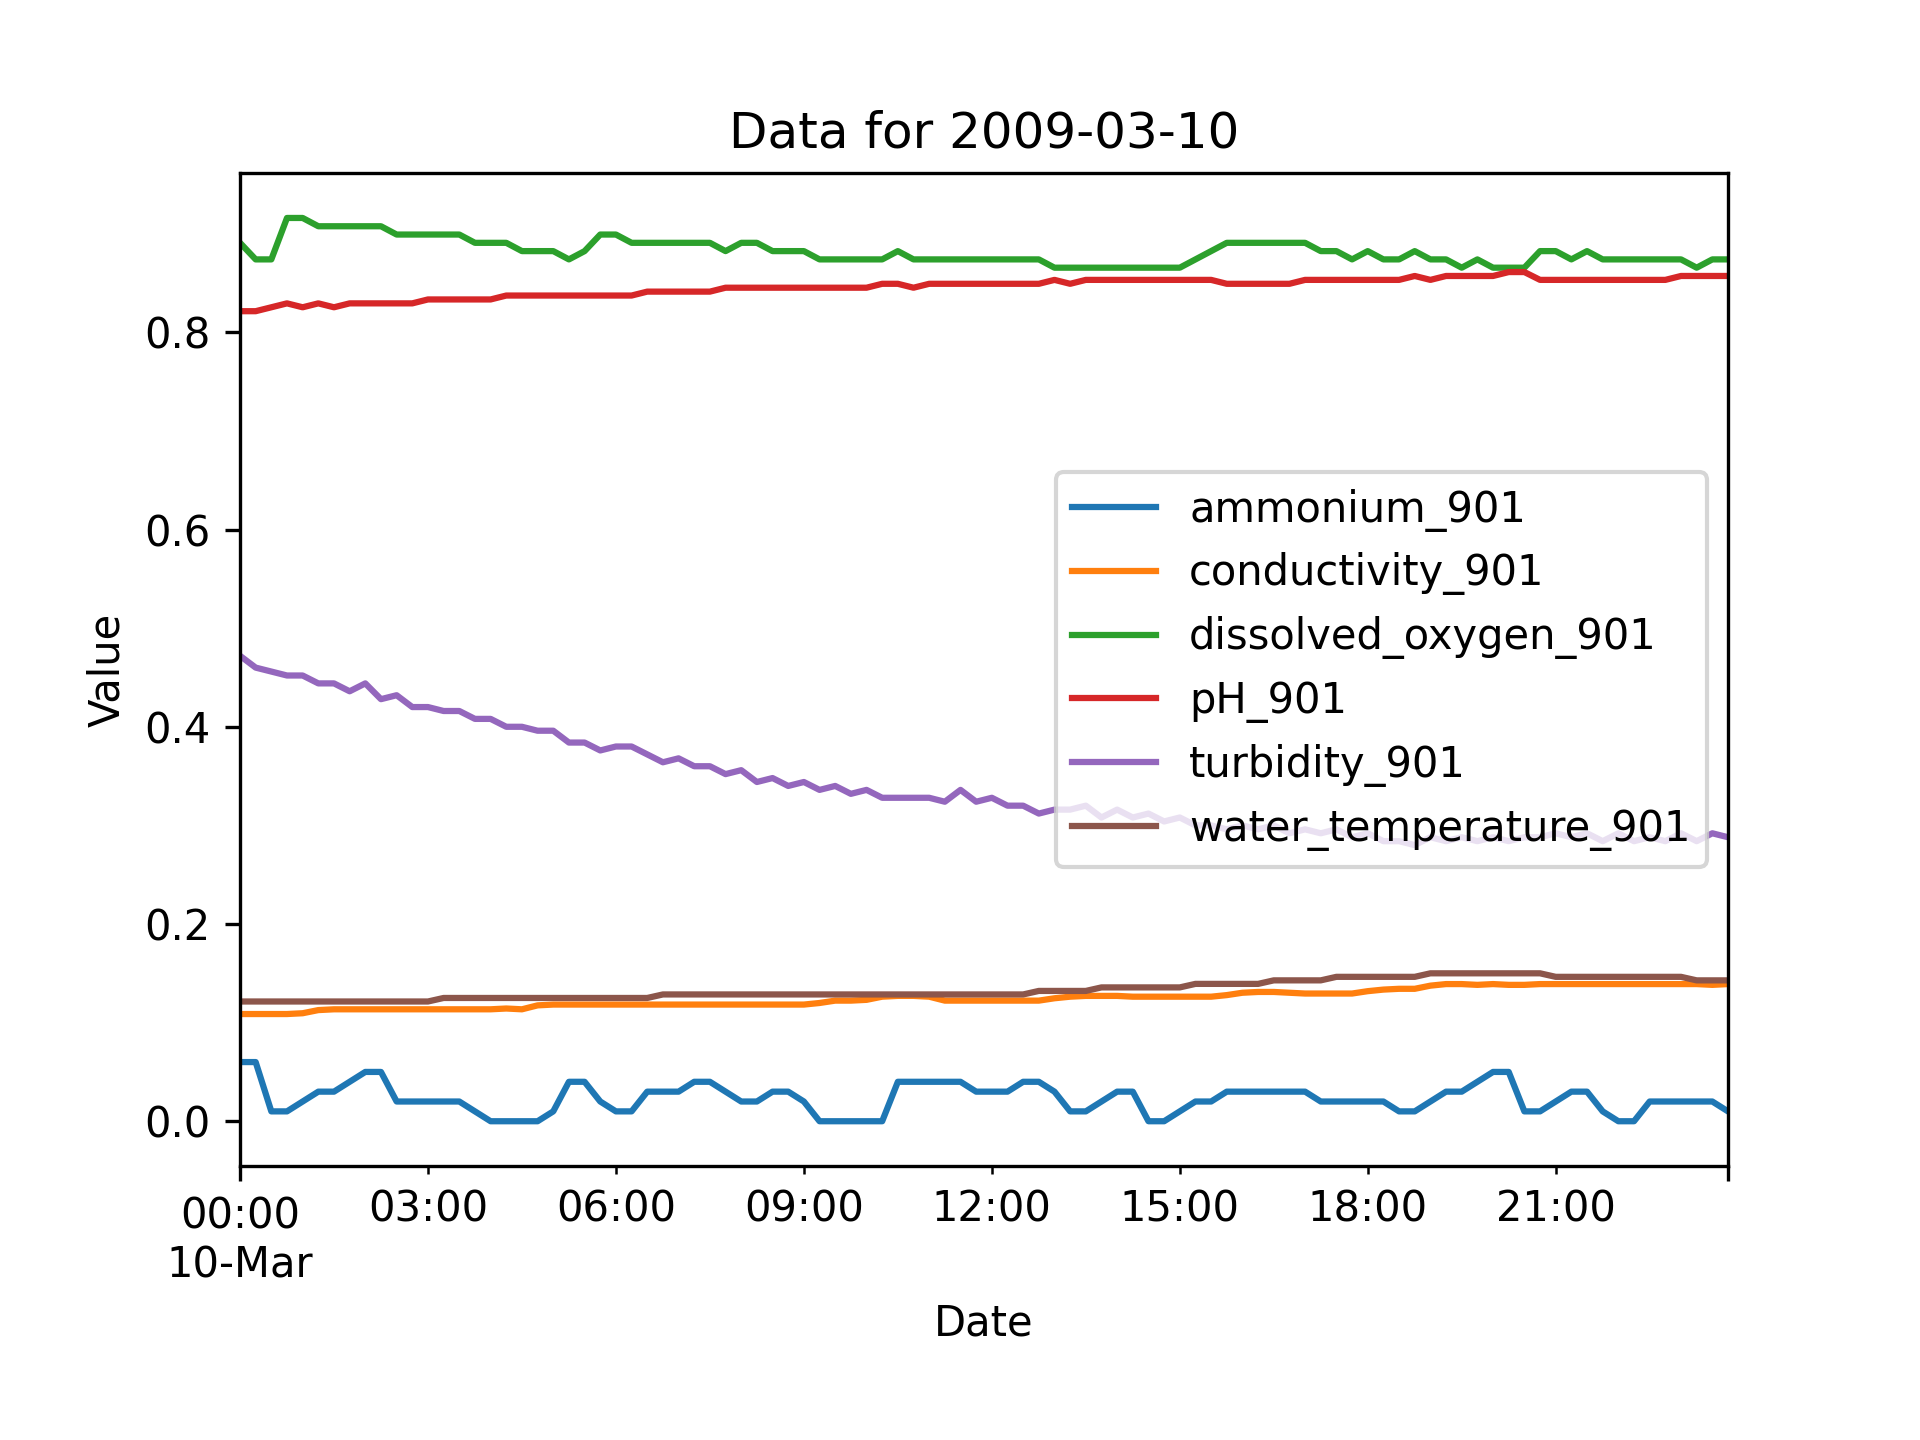 Data for 2009-03-10
Value
0.8
0.6
0.4
0.2
0.0
ammonium_901
conductivity_901
dissolved_oxygen_901
pH_901
turbidity_901
water_temperature_901
00:00 03:00 06:00 09:00 12:00 15:00 18:00 21:00
10-Mar
Date